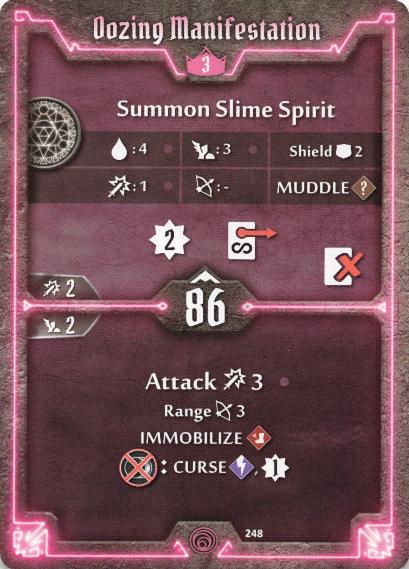 Oozing Manifestation
3
Summon Slime Spirit
:4 :3 Shield 2
:1 :- MUDDLE ?
2
2
86
2
Attack 3
Range 3
IMMOBILIZE
: CURSE , 1
248